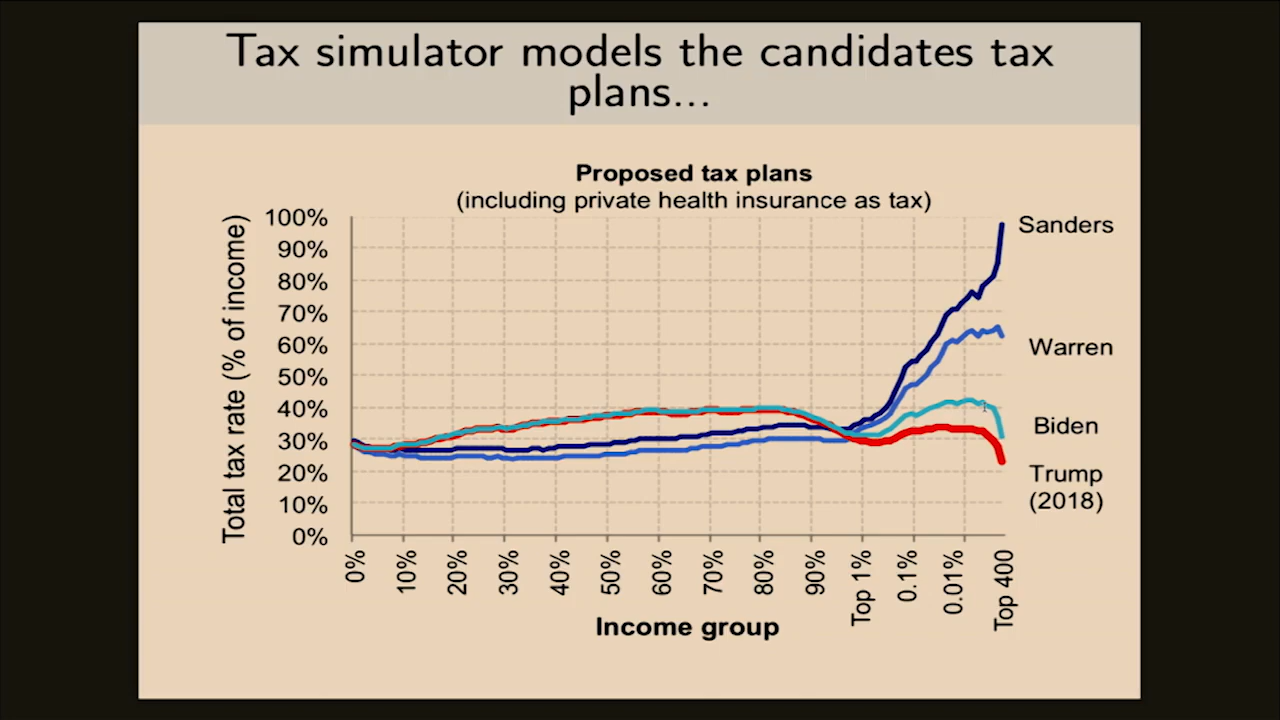 Tax simulator models the candidates tax
plans...
Proposed tax plans
(including private health insurance as tax)
Total tax rate (% of income)
100%
90%
80%
70%
60%
50%
40%
30%
20%
10%
0%
Sanders
Warren
Biden
Trump
(2018)
0%
10%
20%
30%
40%
50%
60%
70%
80%
90%
Top 1%
0.1%
0.01%
Top 400
Income group